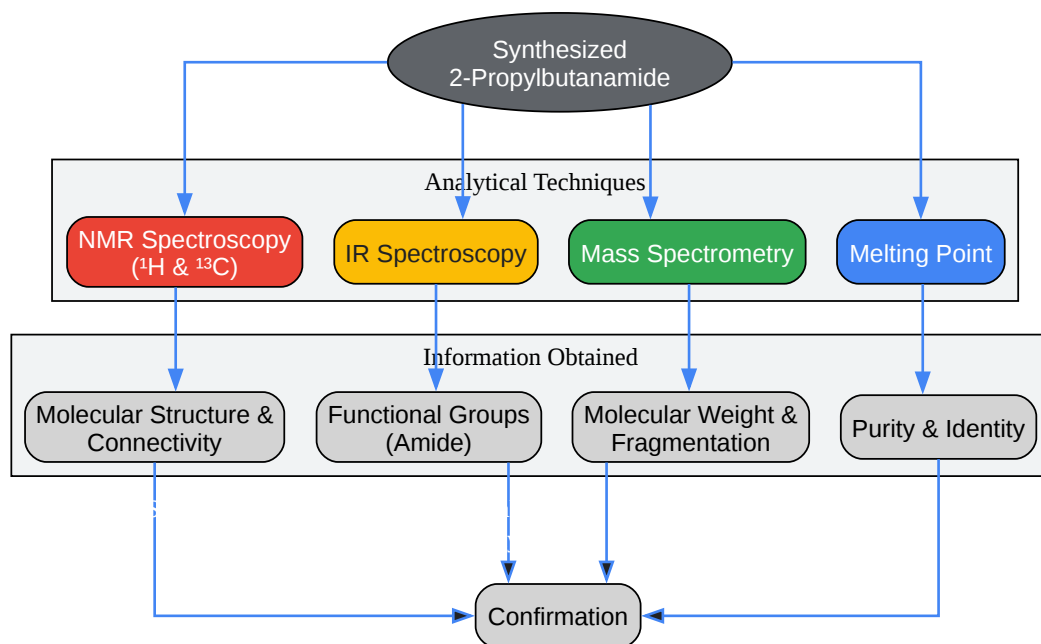 Synthesized
2-Propylbutanamide
Analytical Techniques
NMR Spectroscopy
(¹H & ¹³C)
IR Spectroscopy
Mass Spectrometry
Melting Point
Information Obtained
Molecular Structure &
Connectivity
Functional Groups
(Amide)
Molecular Weight &
Fragmentation
Purity & Identity
Confirmation